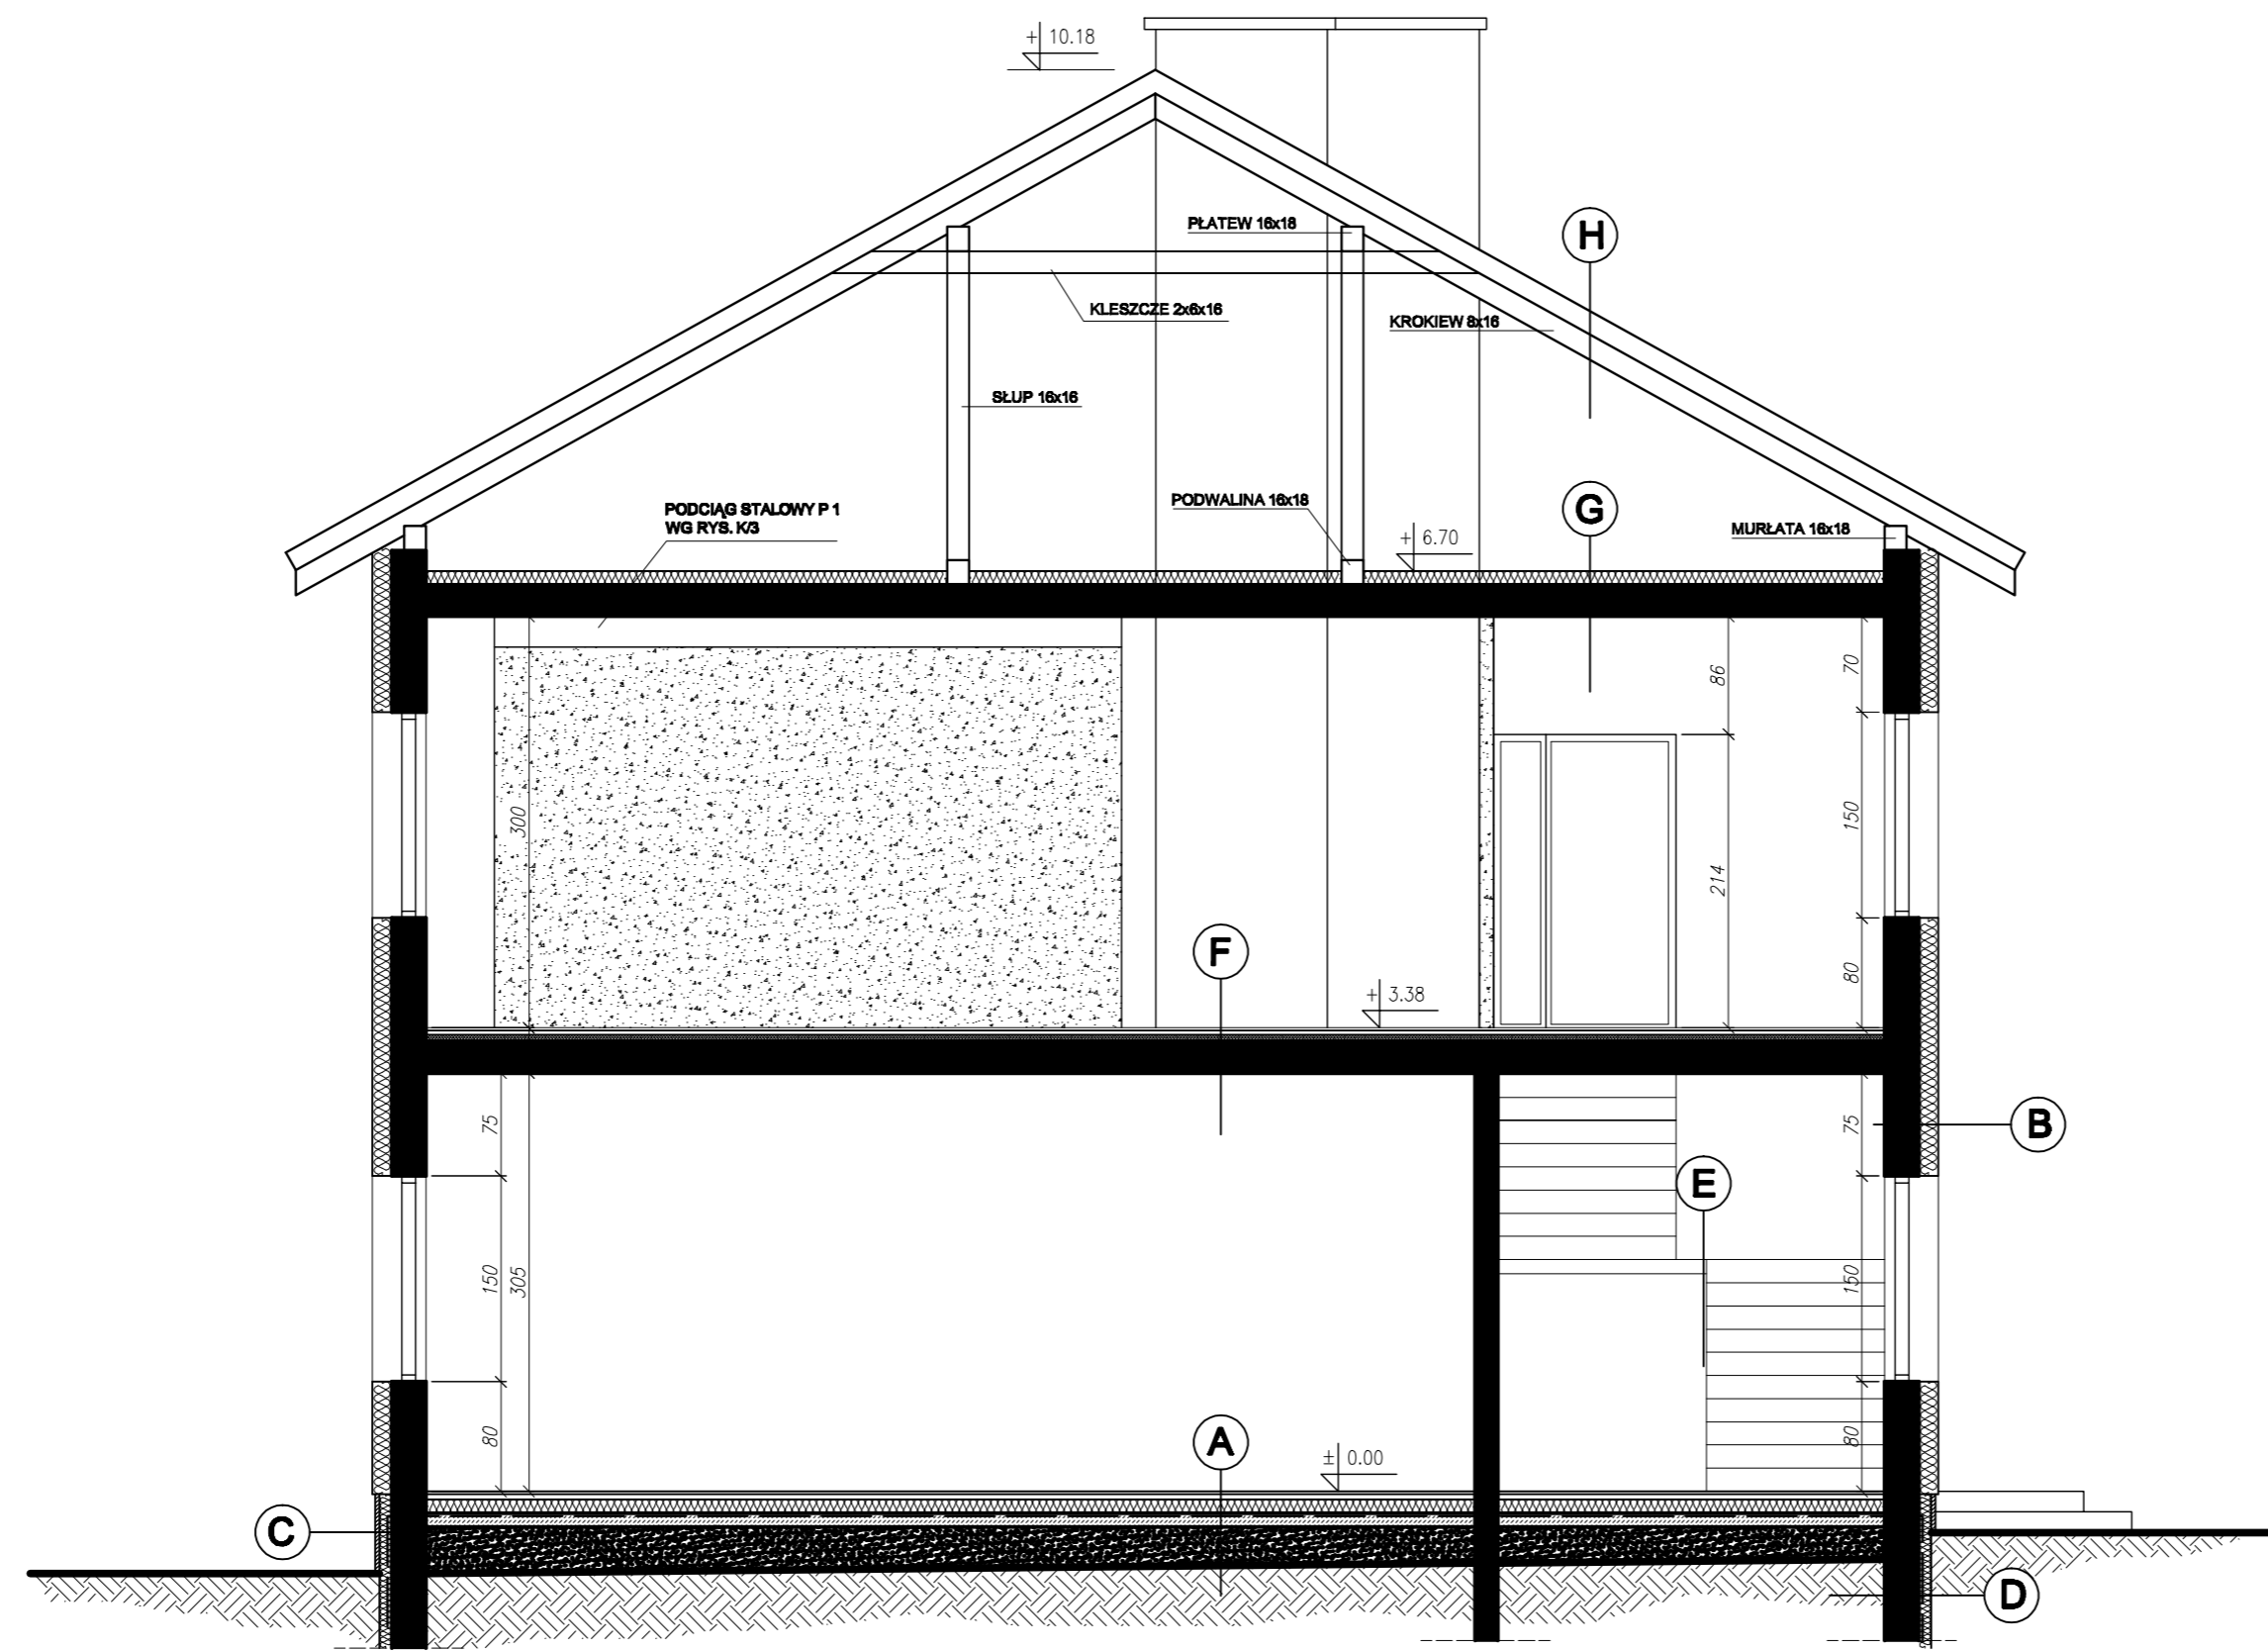 + 10.18
PŁATEW 16x18
H
KLESZCZE 2x6x16
KROKIEW 8x16
SŁUP 16x16
PODCIĄG STALOWY P 1
WG RYS. K/3
PODWALINA 16x18
G
+ 6.70
MURŁATA 16x18
86
70
300
150
214
F
80
+ 3.38
75
B
75
E
150
305
150
80
A
± 0.00
80
C
D